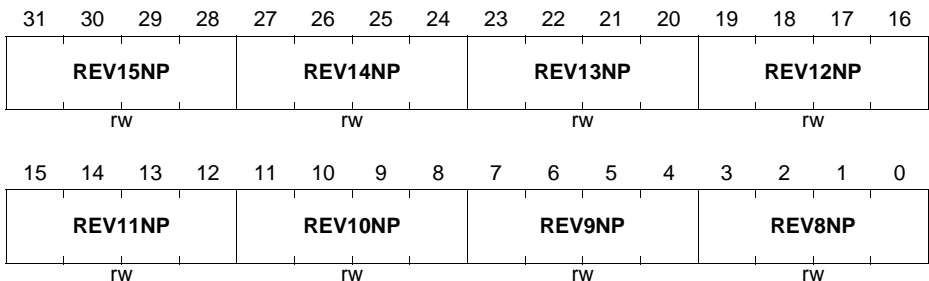 31 30 29 28 27 26 25 24 23 22 21 20 19 18 17 16
REV15NP REV14NP REV13NP REV12NP
rw rw rw rw
15 14 13 12 11 10 9 8 7 6 5 4 3 2 1 0
REV11NP REV10NP REV9NP REV8NP
rw rw rw rw